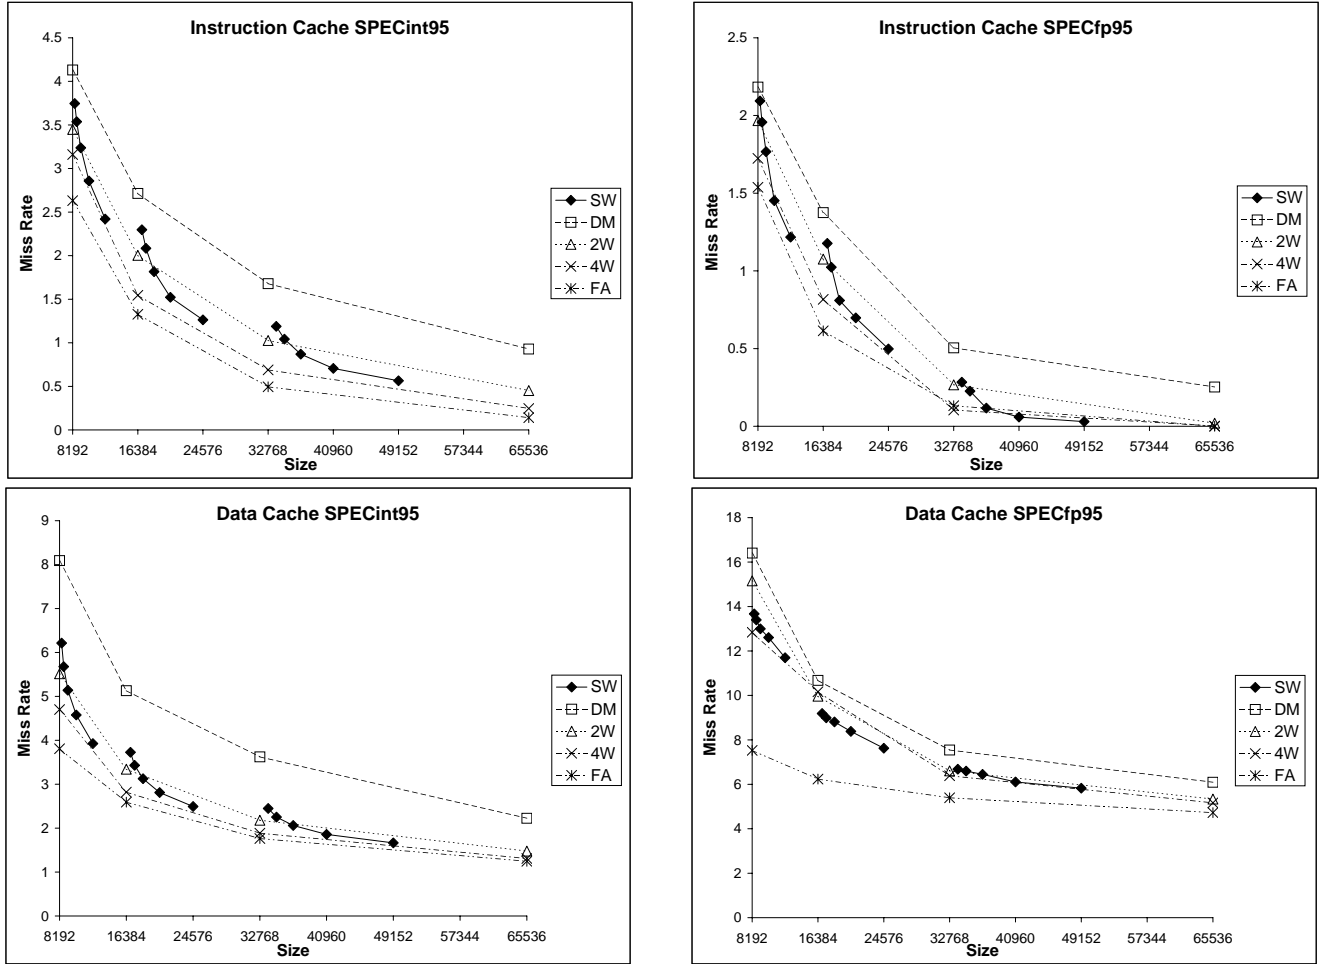 Instruction Cache SPECint95
4.5
4
3.5
3
2.5
2
1.5
1
0.5
0
Miss Rate
8192 16384 24576 32768 40960 49152 57344 65536
Size
SW
DM
2W
4W
FA
Instruction Cache SPECfp95
2.5
2
1.5
1
0.5
0
Miss Rate
8192 16384 24576 32768 40960 49152 57344 65536
Size
SW
DM
2W
4W
FA
Data Cache SPECint95
9
8
7
6
5
4
3
2
1
0
Miss Rate
8192 16384 24576 32768 40960 49152 57344 65536
Size
SW
DM
2W
4W
FA
Data Cache SPECfp95
18
16
14
12
10
8
6
4
2
0
Miss Rate
8192 16384 24576 32768 40960 49152 57344 65536
Size
SW
DM
2W
4W
FA